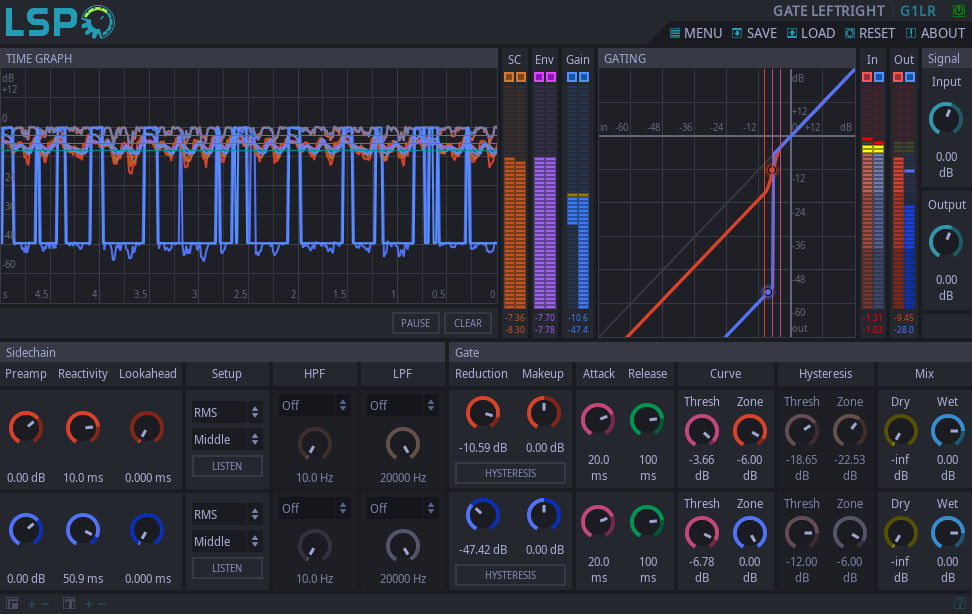 LSP
GATE LEFTRIGHT G1LR
MENU SAVE LOAD RESET ABOUT
TIME GRAPH
SC Env Gain
GATING
In Out
Signal
Input
0.00
dB
Output
0.00
dB
dB
+12
0
-60
s 4.5 4 3.5 3 2.5 2 1.5 1 0.5 0
PAUSE CLEAR
-7.36 -7.70 -10.6
-8.30 -7.78 -47.4
dB
+12
in -60 -48 -36 -24 -12 +12 dB
-12
-24
-36
-48
-60
out
-1.31 -9.45
-1.03 -28.0
Sidechain
Gate
Preamp Reactivity Lookahead Setup HPF LPF
Reduction Makeup Attack Release Curve Hysteresis Mix
RMS
Middle
LISTEN
Off Off
0.00 dB 10.0 ms 0.000 ms 10.0 Hz 20000 Hz
-10.59 dB 0.00 dB
HYSTERESIS
20.0 ms
100 ms
Thresh Zone Thresh Zone Dry Wet
-3.66 dB
-6.00 dB
-18.65 dB
-22.53 dB
-inf dB
0.00 dB
RMS
Middle
LISTEN
Off Off
0.00 dB 50.9 ms 0.000 ms 10.0 Hz 20000 Hz
-47.42 dB 0.00 dB
HYSTERESIS
20.0 ms
100 ms
Thresh Zone Thresh Zone Dry Wet
-6.78 dB
0.00 dB
-12.00 dB
-6.00 dB
-inf dB
0.00 dB